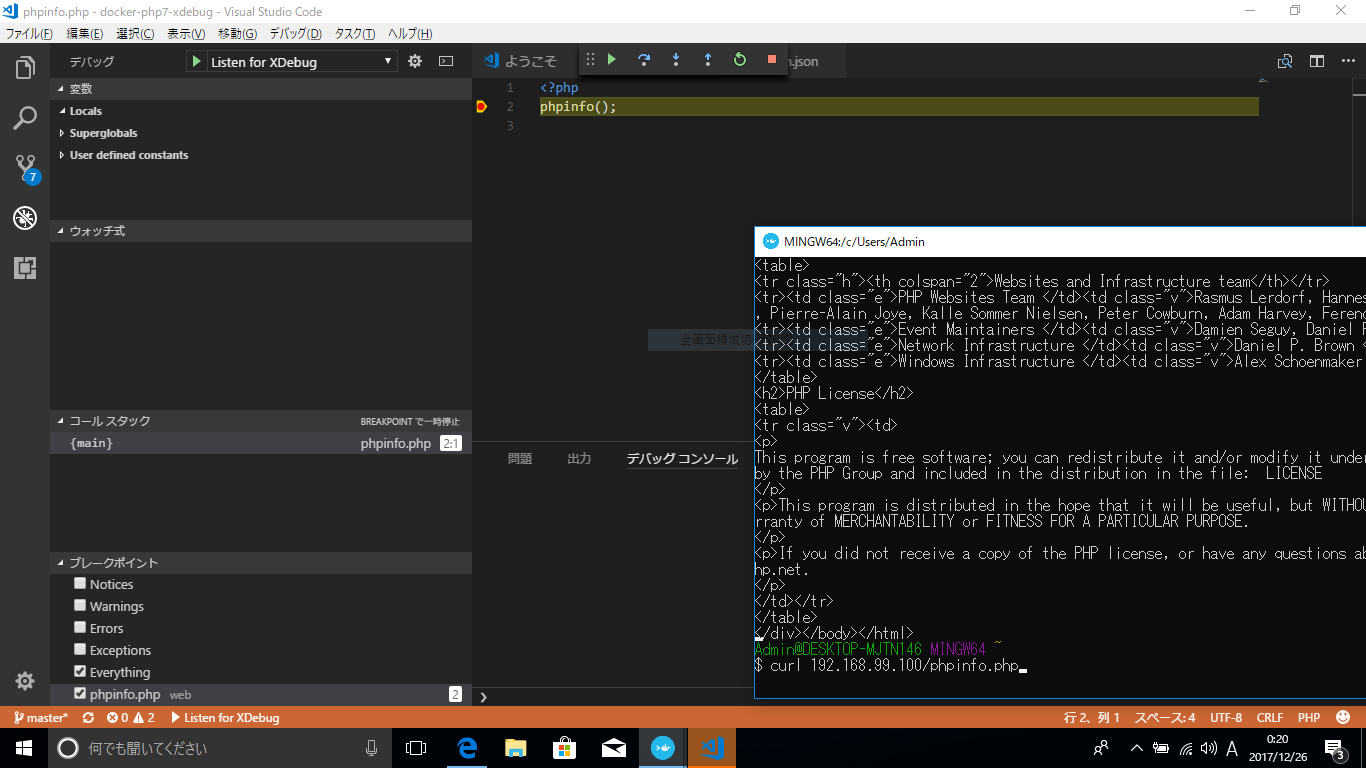 phpinfo.php - docker-php7-xdebug - Visual Studio Code
ファイル(F) 編集(E) 選択(C) 表示(V) 移動(G) デバッグ(D) タスク(T) ヘルプ(H)
デバッグ Listen for XDebug
ようこそ n.json
変数
Locals
Superglobals
User defined constants
ウォッチ式
コール スタック BREAKPOINT で一時停止
{main} phpinfo.php 2:1
ブレークポイント
Notices
Warnings
Errors
Exceptions
Everything
phpinfo.php web 2
7
1 <?php
2 phpinfo();
3
全画面領域切
問題 出力 デバッグ コンソール
MINGW64:/c/Users/Admin
<table>
<tr class="h"><th colspan="2">Websites and Infrastructure team</th></tr>
<tr><td class="e">PHP Websites Team </td><td class="v">Rasmus Lerdorf, Hannes
, Pierre-Alain Joye, Kalle Sommer Nielsen, Peter Cowburn, Adam Harvey, Ferenc
<tr><td class="e">Event Maintainers </td><td class="v">Damien Seguy, Daniel P
<tr><td class="e">Network Infrastructure </td><td class="v">Daniel P. Brown <
<tr><td class="e">Windows Infrastructure </td><td class="v">Alex Schoenmaker
</table>
<h2>PHP License</h2>
<table>
<tr class="v"><td>
<p>
This program is free software; you can redistribute it and/or modify it under
by the PHP Group and included in the distribution in the file:  LICENSE
</p>
<p>This program is distributed in the hope that it will be useful, but WITHOU
rranty of MERCHANTABILITY or FITNESS FOR A PARTICULAR PURPOSE.
</p>
<p>If you did not receive a copy of the PHP license, or have any questions ab
hp.net.
</p>
</td></tr>
</table>
</div></body></html>
Admin@DESKTOP-MJTN146 MINGW64 ~
$ curl 192.168.99.100/phpinfo.php
master* 0 2 Listen for XDebug 行 2、列 1 スペース: 4 UTF-8 CRLF PHP
何でも聞いてください A 0:20
2017/12/26 3